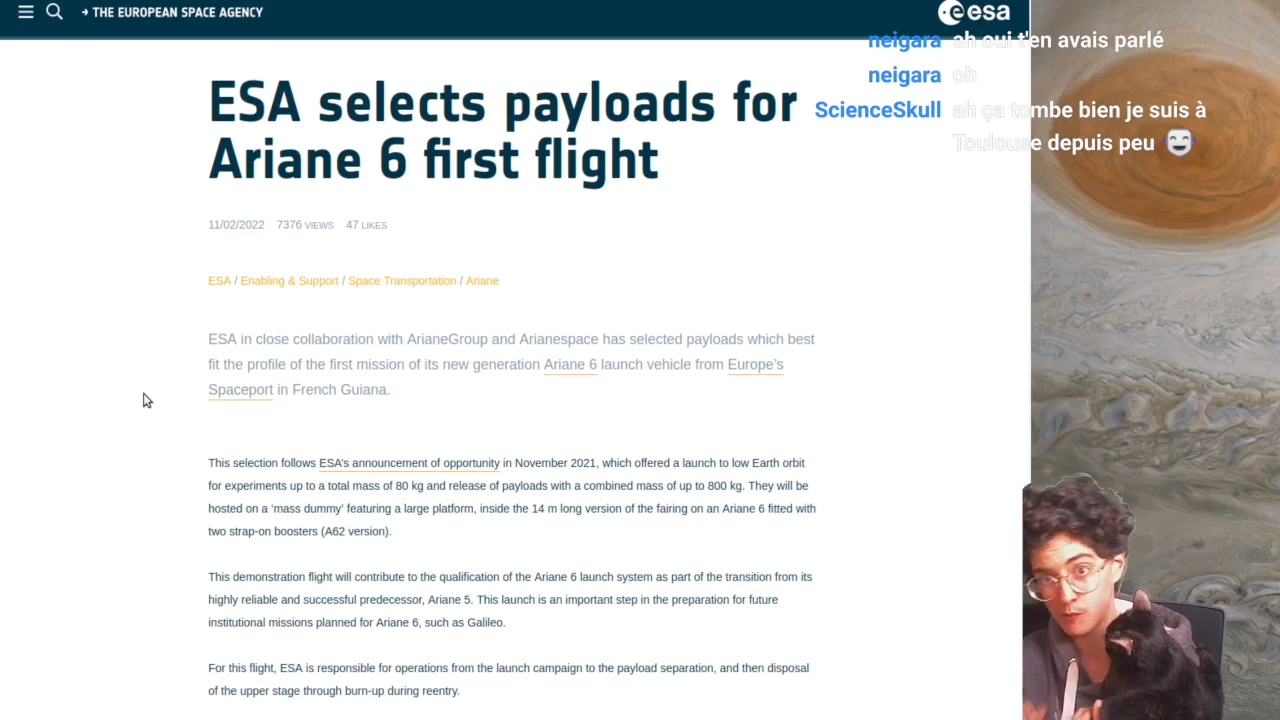 → THE EUROPEAN SPACE AGENCY
esa
neigara ah oui t'en avais parlé
neigara oh
ScienceSkull ah ça tombe bien je suis à
Toulouse depuis peu
ESA selects payloads for
Ariane 6 first flight
11/02/2022 7376 VIEWS 47 LIKES
ESA / Enabling & Support / Space Transportation / Ariane
ESA in close collaboration with ArianeGroup and Arianespace has selected payloads which best
fit the profile of the first mission of its new generation Ariane 6 launch vehicle from Europe's
Spaceport in French Guiana.
This selection follows ESA's announcement of opportunity in November 2021, which offered a launch to low Earth orbit
for experiments up to a total mass of 80 kg and release of payloads with a combined mass of up to 800 kg. They will be
hosted on a 'mass dummy' featuring a large platform, inside the 14 m long version of the fairing on an Ariane 6 fitted with
two strap-on boosters (A62 version).
This demonstration flight will contribute to the qualification of the Ariane 6 launch system as part of the transition from its
highly reliable and successful predecessor, Ariane 5. This launch is an important step in the preparation for future
institutional missions planned for Ariane 6, such as Galileo.
For this flight, ESA is responsible for operations from the launch campaign to the payload separation, and then disposal
of the upper stage through burn-up during reentry.